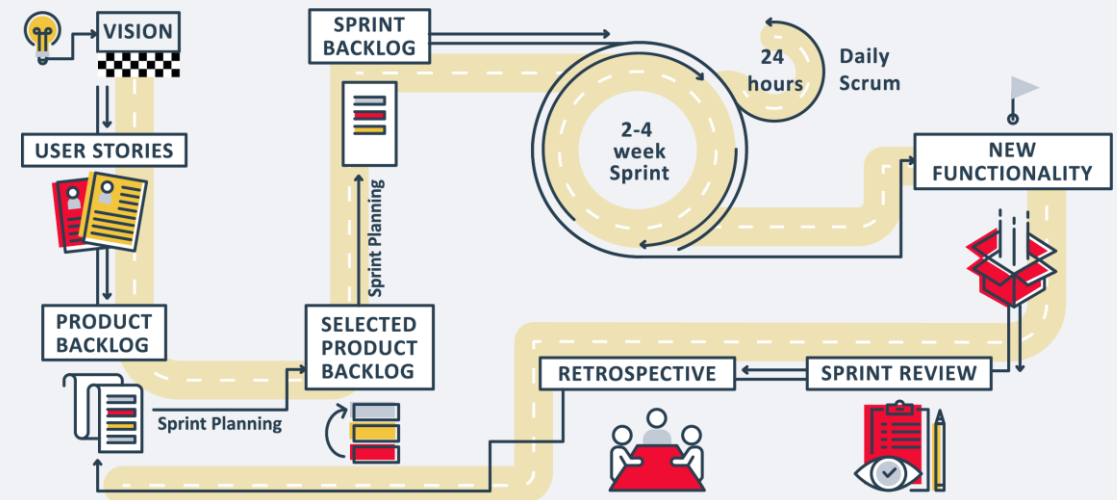 VISION
USER STORIES
PRODUCT
BACKLOG
Sprint Planning
SELECTED
PRODUCT
BACKLOG
Sprint Planning
SPRINT
BACKLOG
2-4
week
Sprint
24
hours
Daily
Scrum
NEW
FUNCTIONALITY
SPRINT REVIEW
RETROSPECTIVE